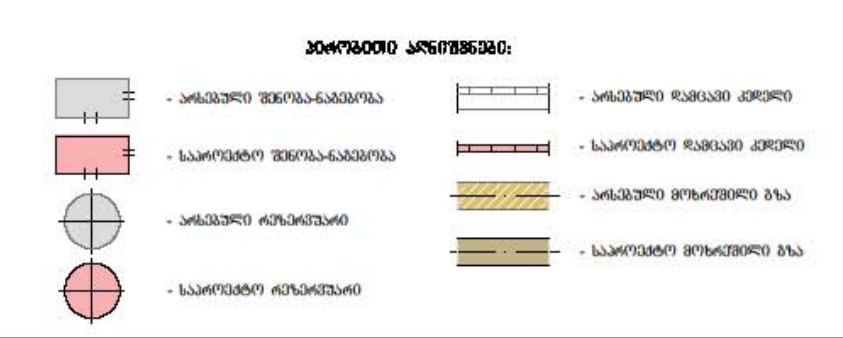 პირობითი აღნიშვნები:
- არსებული შენობა-ნაგებობა
- საპროექტო შენობა-ნაგებობა
- არსებული რეზერვუარი
- საპროექტო რეზერვუარი
- არსებული დამცავი კედელი
- საპროექტო დამცავი კედელი
- არსებული მოხრეშილი გზა
- საპროექტო მოხრეშილი გზა